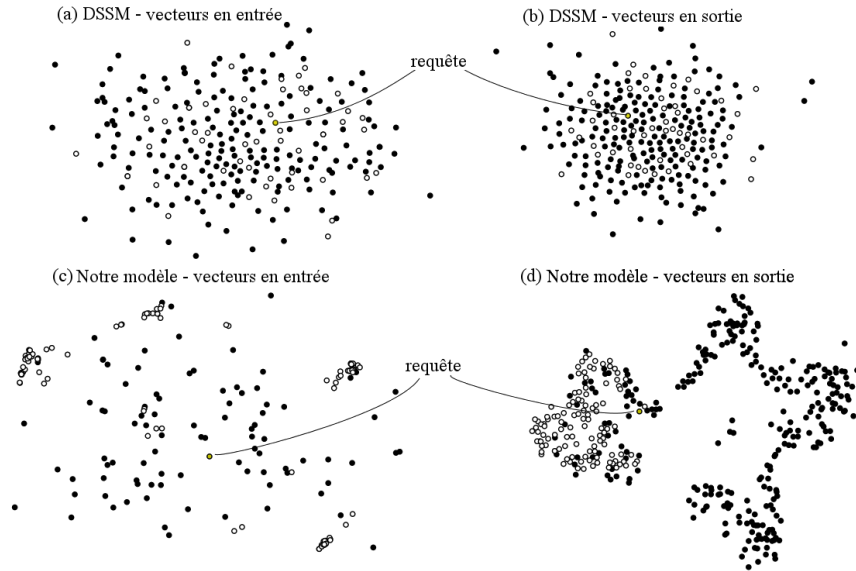 (a) DSSM - vecteurs en entrée
(b) DSSM - vecteurs en sortie
requête
(c) Notre modèle - vecteurs en entrée
(d) Notre modèle - vecteurs en sortie
requête